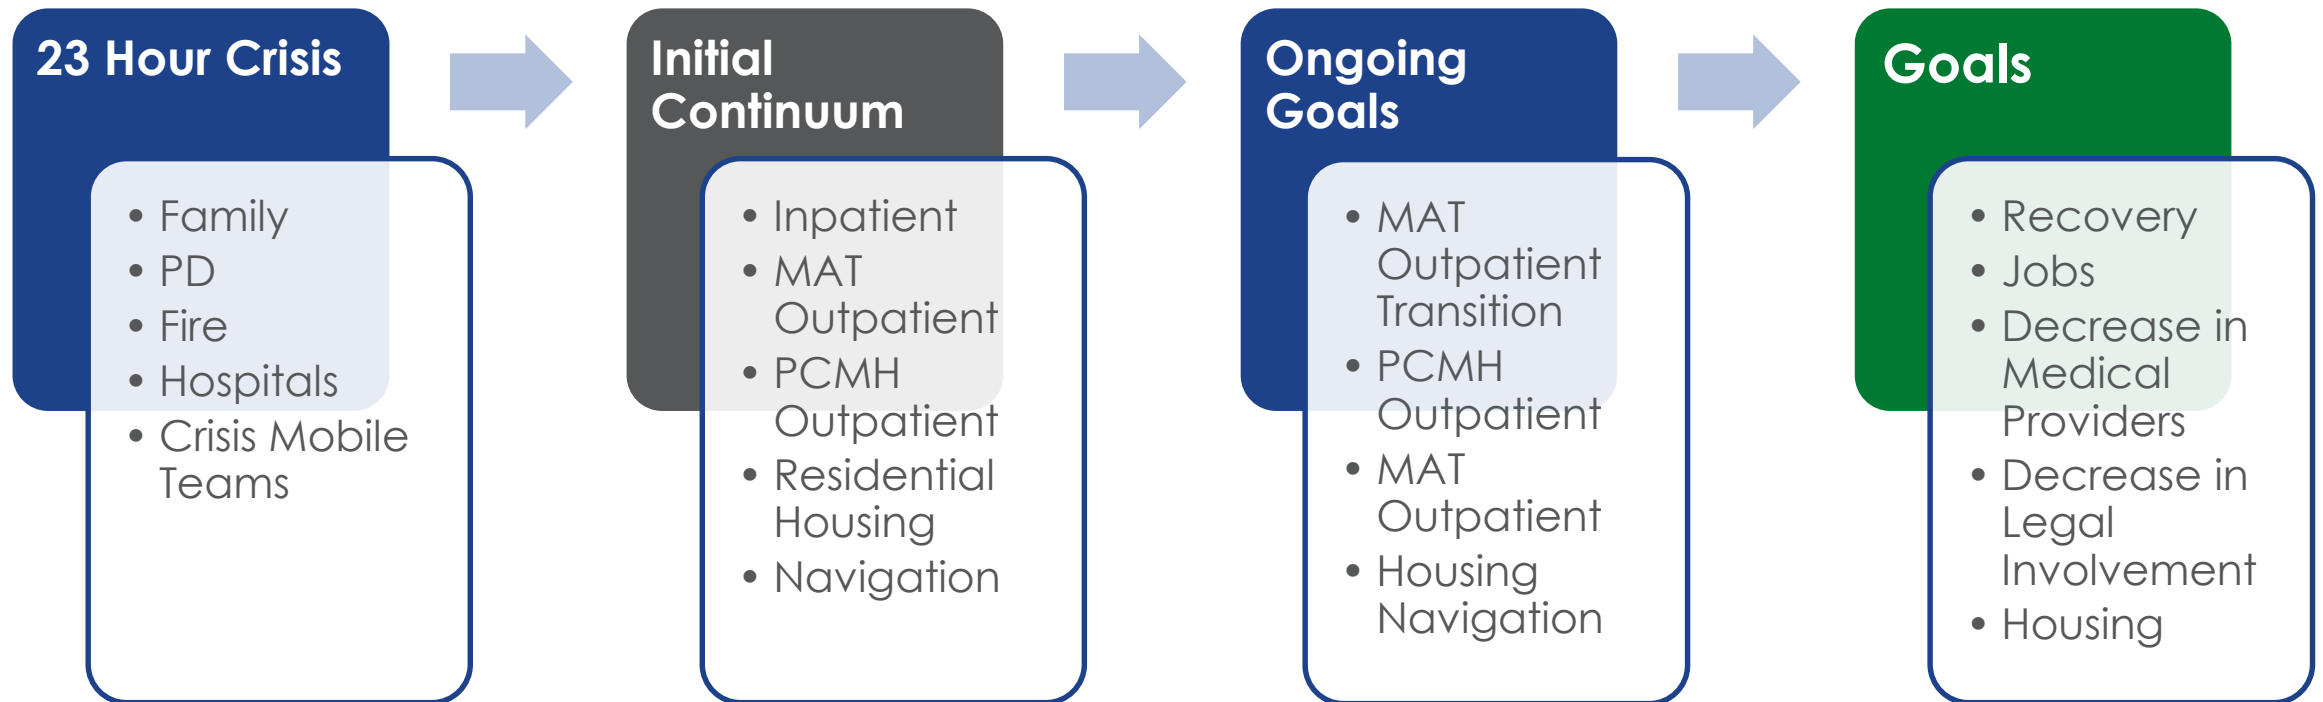 23 Hour Crisis
• Family
• PD
• Fire
• Hospitals
• Crisis Mobile
Teams
Initial
Continuum
• Inpatient
• MAT
Outpatient
• PCMH
Outpatient
• Residential
Housing
• Navigation
Ongoing
Goals
• MAT
Outpatient
Transition
• PCMH
Outpatient
• MAT
Outpatient
• Housing
Navigation
Goals
• Recovery
• Jobs
• Decrease in
Medical
Providers
• Decrease in
Legal
Involvement
• Housing